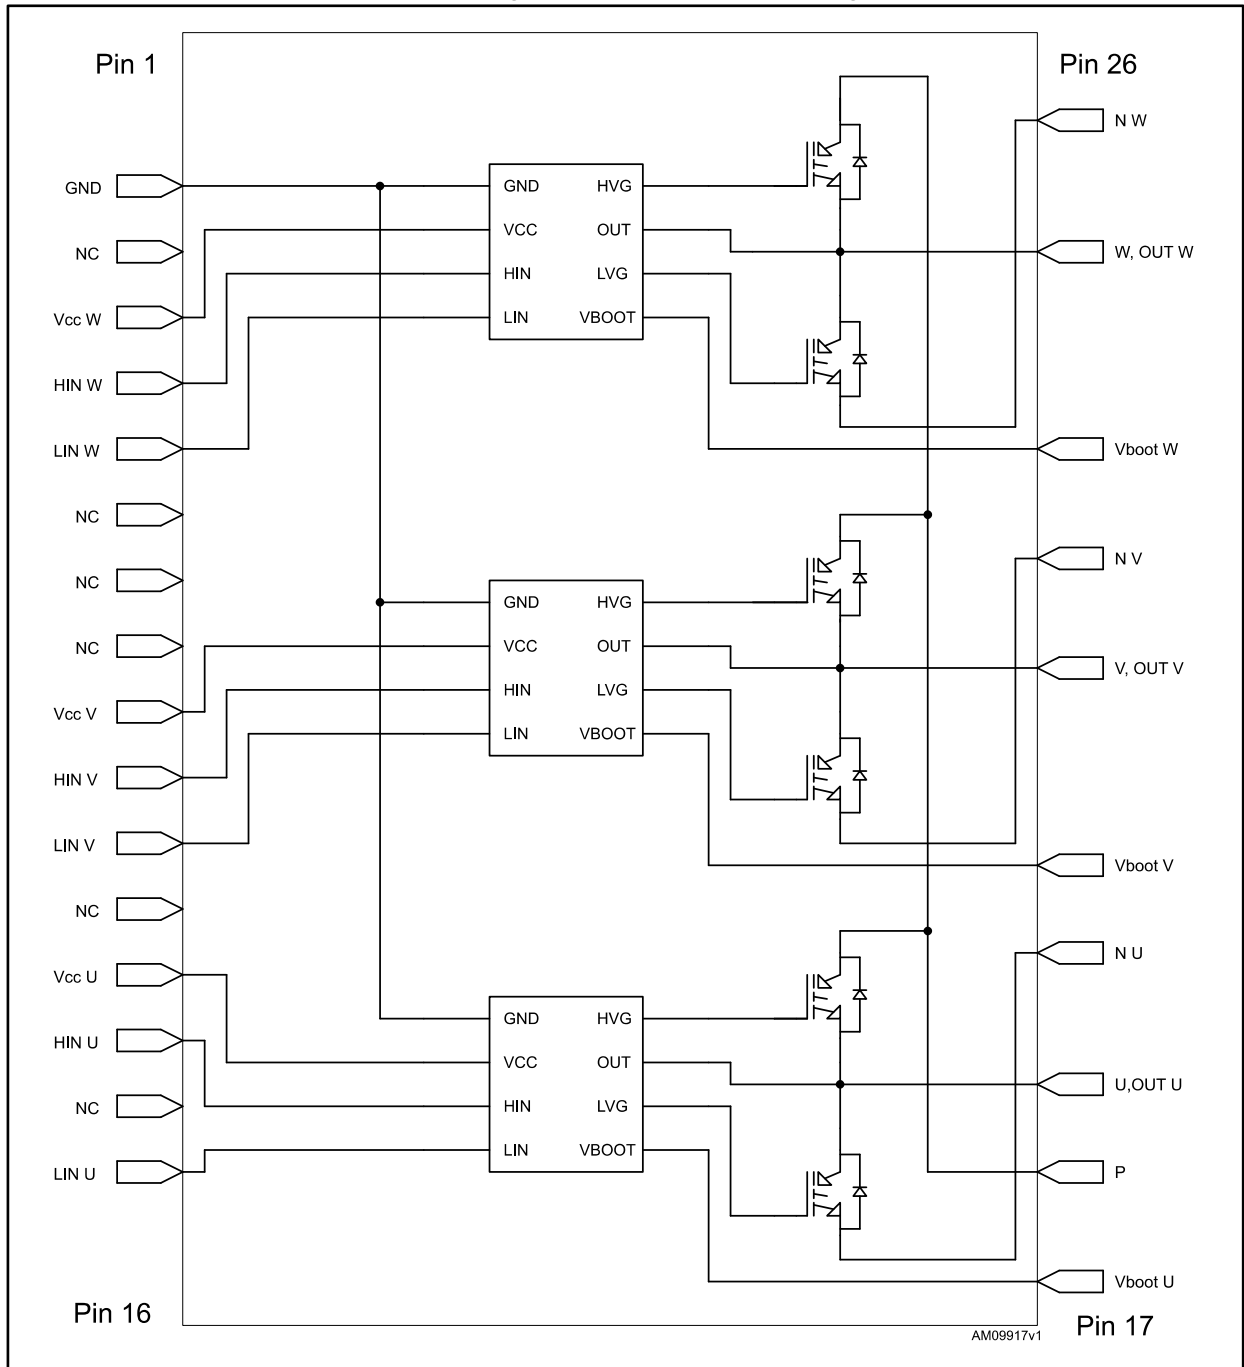 Pin 1
Pin 26
GND
NC
Vcc W
HIN W
LIN W
NC
NC
NC
Vcc V
HIN V
LIN V
NC
Vcc U
HIN U
NC
LIN U
Pin 16
GND HVG
VCC OUT
HIN LVG
LIN VBOOT
GND HVG
VCC OUT
HIN LVG
LIN VBOOT
GND HVG
VCC OUT
HIN LVG
LIN VBOOT
N W
W, OUT W
Vboot W
N V
V, OUT V
Vboot V
N U
U,OUT U
P
Vboot U
Pin 17
AM09917v1